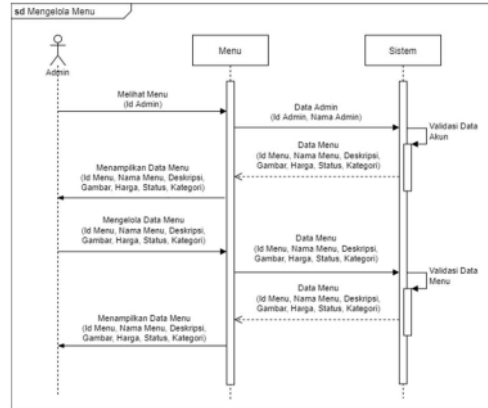 sd Mengelola Menu
Admin
Menu
Sistem
Melihat Menu
(Id Admin)
Data Admin
(Id Admin, Nama Admin)
Validasi Data
Akun
Data Menu
(Id Menu, Nama Menu, Deskripsi,
Gambar, Harga, Status, Kategori)
Menampilkan Data Menu
(Id Menu, Nama Menu, Deskripsi,
Gambar, Harga, Status, Kategori)
Mengelola Data Menu
(Id Menu, Nama Menu, Deskripsi,
Gambar, Harga, Status, Kategori)
Data Menu
(Id Menu, Nama Menu, Deskripsi,
Gambar, Harga, Status, Kategori)
Validasi Data
Menu
Data Menu
(Id Menu, Nama Menu, Deskripsi,
Gambar, Harga, Status, Kategori)
Menampilkan Data Menu
(Id Menu, Nama Menu, Deskripsi,
Gambar, Harga, Status, Kategori)